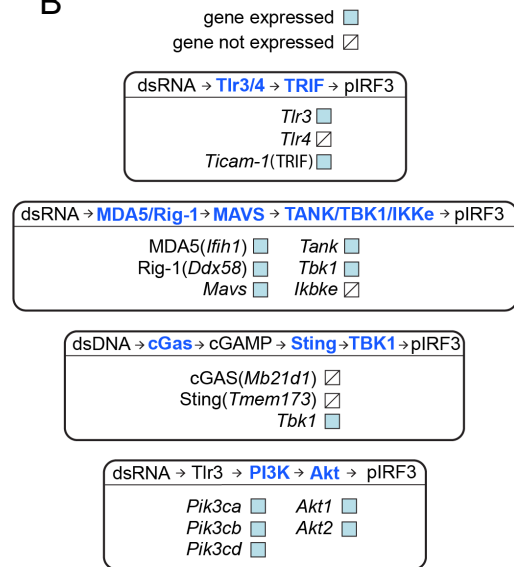 B
gene expressed
gene not expressed
dsRNA → Tlr3/4 → TRIF → pIRF3
Tlr3
Tlr4
Ticam-1(TRIF)
dsRNA → MDA5/Rig-1 → MAVS → TANK/TBK1/IKKe → pIRF3
MDA5(Ifih1) Tank
Rig-1(Ddx58) Tbk1
Mavs Ikbke
dsDNA → cGas → cGAMP → Sting → TBK1 → pIRF3
cGAS(Mb21d1)
Sting(Tmem173)
Tbk1
dsRNA → Tlr3 → PI3K → Akt → pIRF3
Pik3ca Akt1
Pik3cb Akt2
Pik3cd